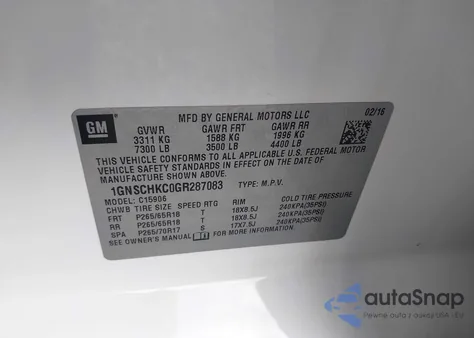 MFD BY GENERAL MOTORS LLC 02/16
GM
GVWR GAWR FRT GAWR RR
3311 KG 1588 KG 1996 KG
7300 LB 3500 LB 4400 LB
THIS VEHICLE CONFORMS TO ALL APPLICABLE U.S. FEDERAL MOTOR
VEHICLE SAFETY STANDARDS IN EFFECT ON THE DATE OF
MANUFACTURE SHOWN ABOVE.
1GNSCHKC0GR287083 TYPE: M.P.V.
MODEL: C15906
CHWB TIRE SIZE SPEED RTG RIM COLD TIRE PRESSURE
FRT P265/65R18 T 18X8.5J 240KPA(35PSI)
RR P265/65R18 T 18X8.5J 240KPA(35PSI)
SPA P265/70R17 S 17X7.5J 240KPA(35PSI)
SEE OWNER'S MANUAL FOR MORE INFORMATION.
autoSnap
Pewne auto z ubezpieczalni